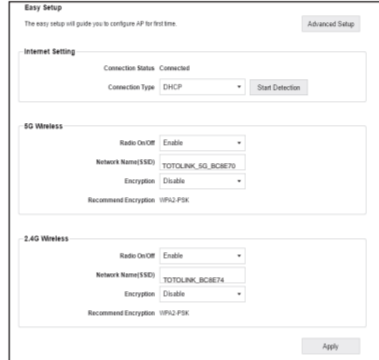 Easy Setup
The easy setup will guide you to configure AP for first time.
Advanced Setup
Internet Setting
Connection Status Connected
Connection Type DHCP Start Detection
5G Wireless
Radio On/Off Enable
Network Name(SSID) TOTOLINK_5G_BC8E70
Encryption Disable
Recommend Encryption WPA2-PSK
2.4G Wireless
Radio On/Off Enable
Network Name(SSID) TOTOLINK_BC8E74
Encryption Disable
Recommend Encryption WPA2-PSK
Apply